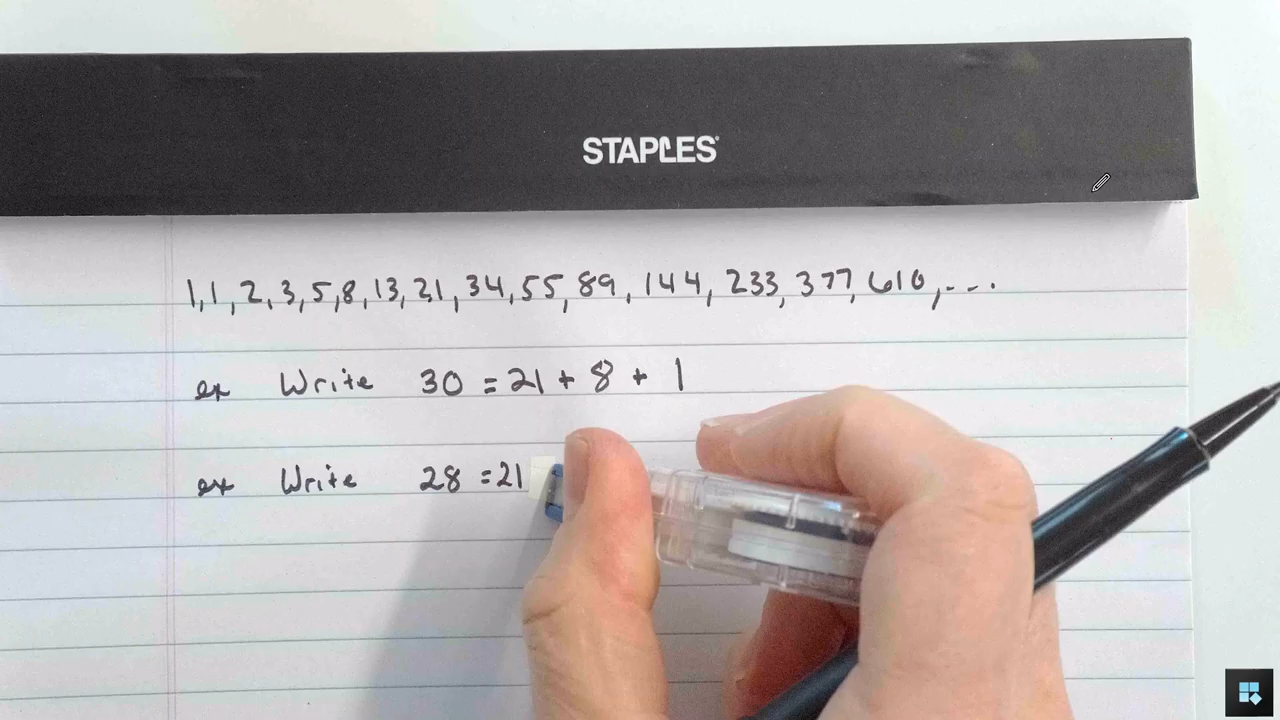 STAPLES
1, 1, 2, 3, 5, 8, 13, 21, 34, 55, 89, 144, 233, 377, 610, ...
ex Write 30 = 21 + 8 + 1
ex Write 28 = 21